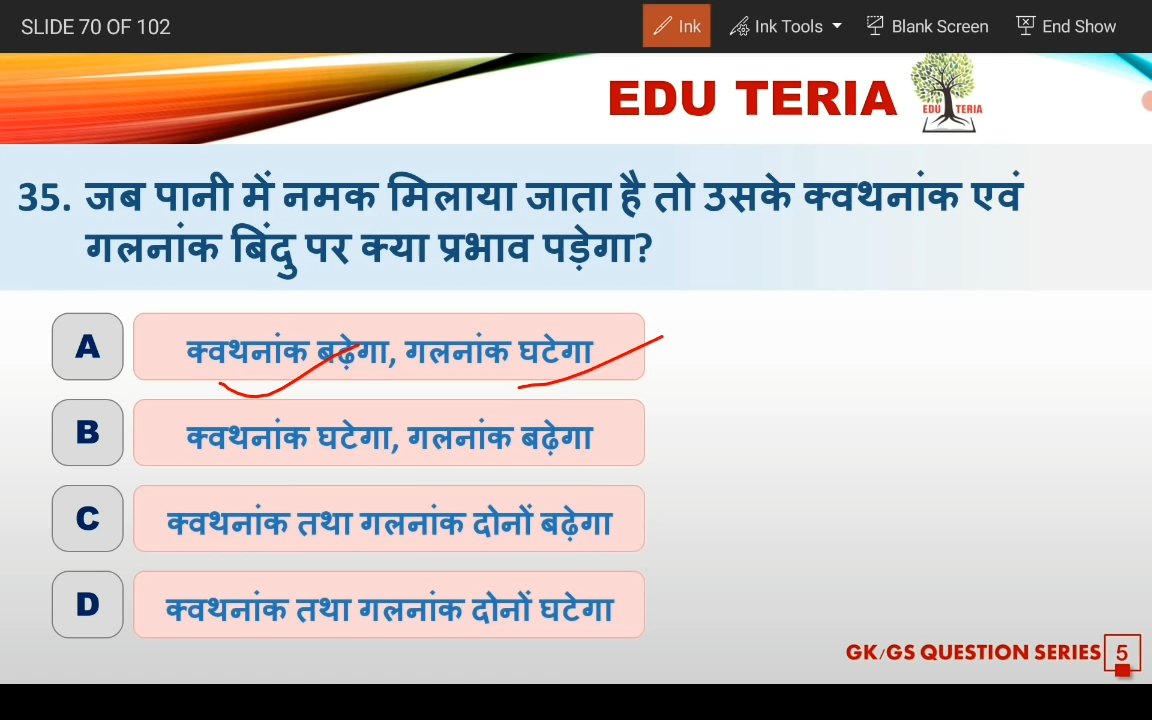 SLIDE 70 OF 102
Ink
Ink Tools
Blank Screen
End Show
EDU TERIA
EDU TERIA
35. जब पानी में नमक मिलाया जाता है तो उसके क्वथनांक एवं
गलनांक बिंदु पर क्या प्रभाव पड़ेगा?
A क्वथनांक बढ़ेगा, गलनांक घटेगा
B क्वथनांक घटेगा, गलनांक बढ़ेगा
C क्वथनांक तथा गलनांक दोनों बढ़ेगा
D क्वथनांक तथा गलनांक दोनों घटेगा
GK/GS QUESTION SERIES 5